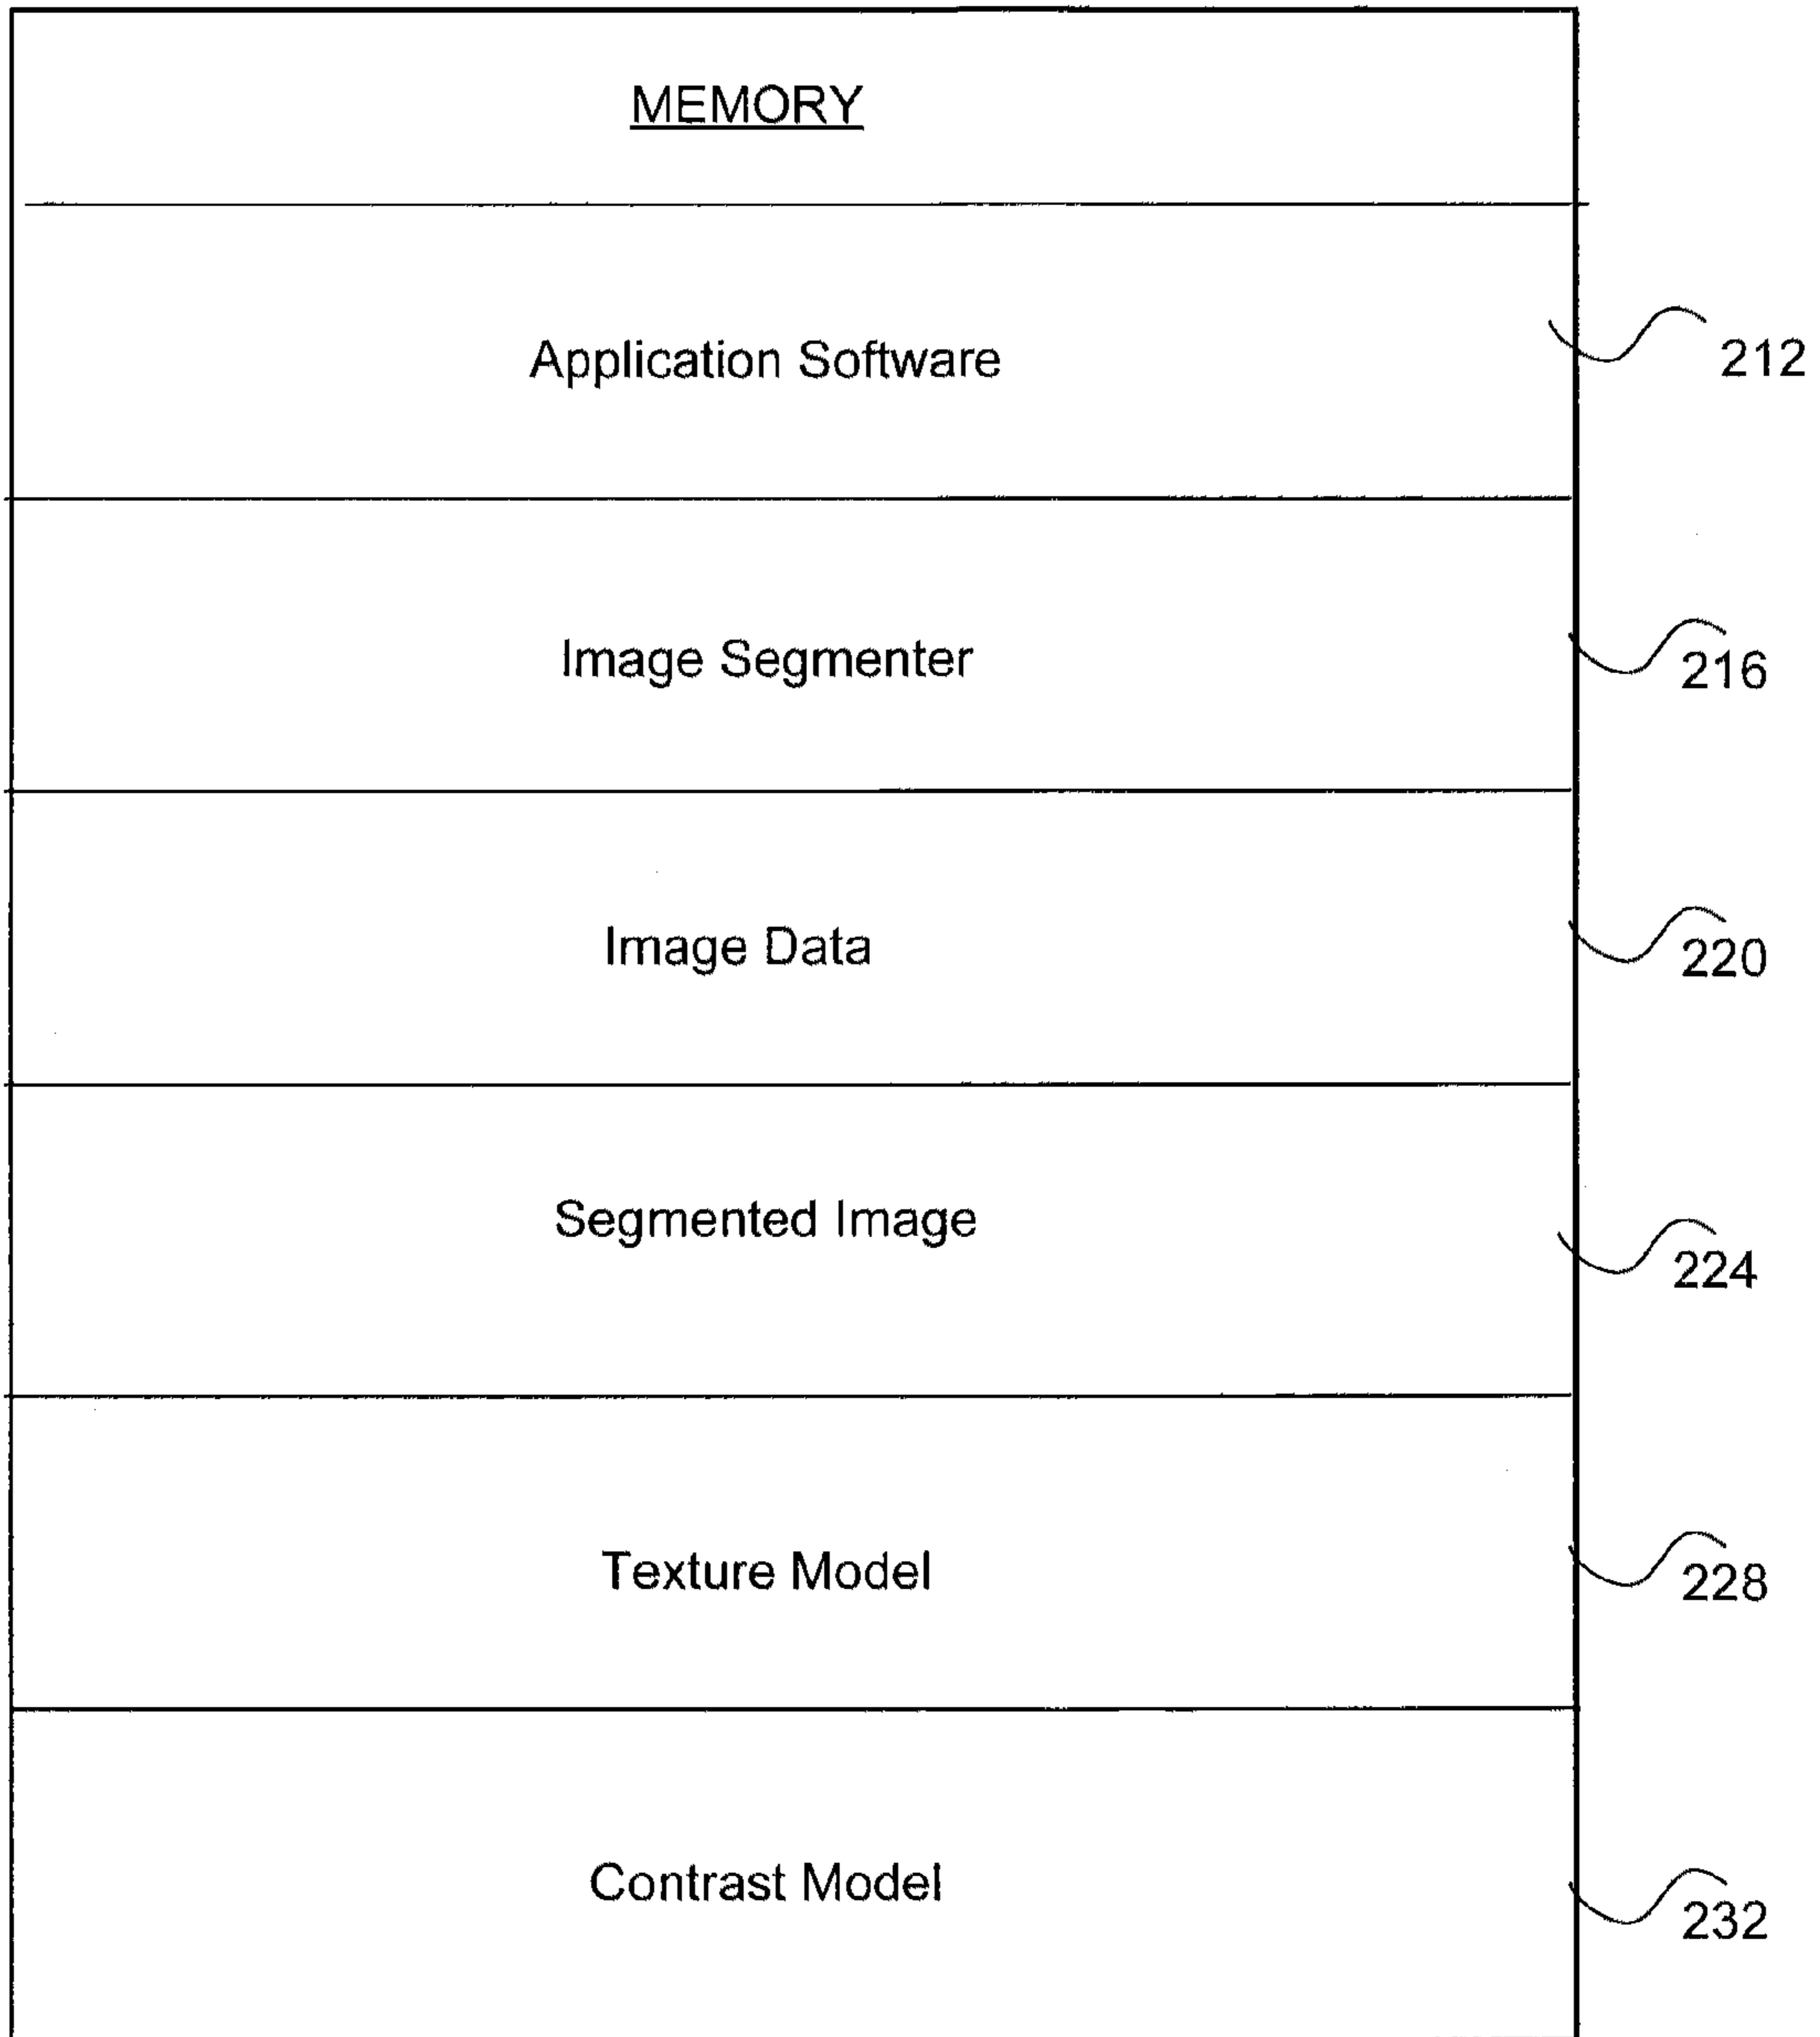 MEMORY
Application Software
212
Image Segmenter
216
Image Data
220
Segmented Image
224
Texture Model
228
Contrast Model
232